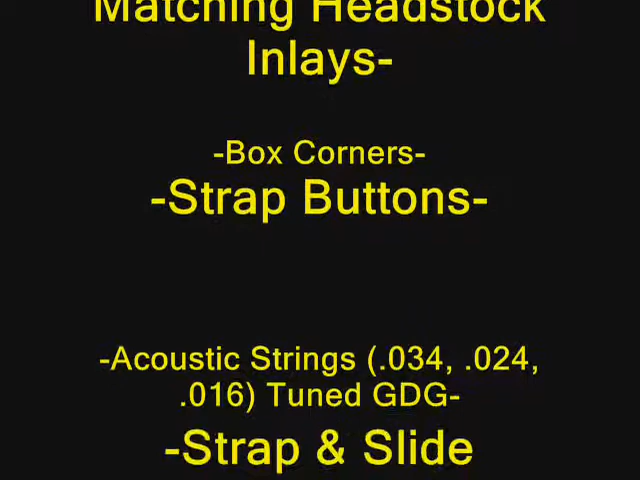 Matching Headstock
Inlays-
-Box Corners-
-Strap Buttons-
-Acoustic Strings (.034, .024,
.016) Tuned GDG-
-Strap & Slide